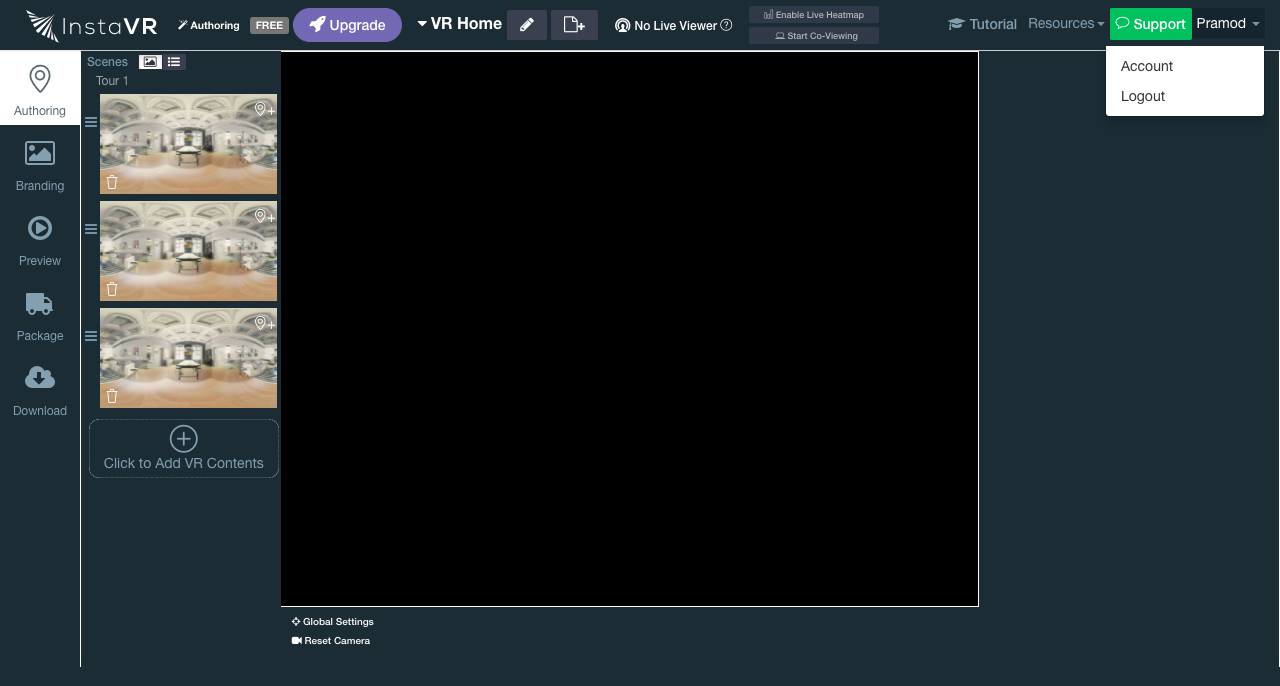 InstaVR
Authoring
FREE
Upgrade
VR Home
No Live Viewer
Enable Live Heatmap
Start Co-Viewing
Tutorial
Resources
Support
Pramod
Account
Logout
Authoring
Branding
Preview
Package
Download
Scenes
Tour 1
Click to Add VR Contents
Global Settings
Reset Camera